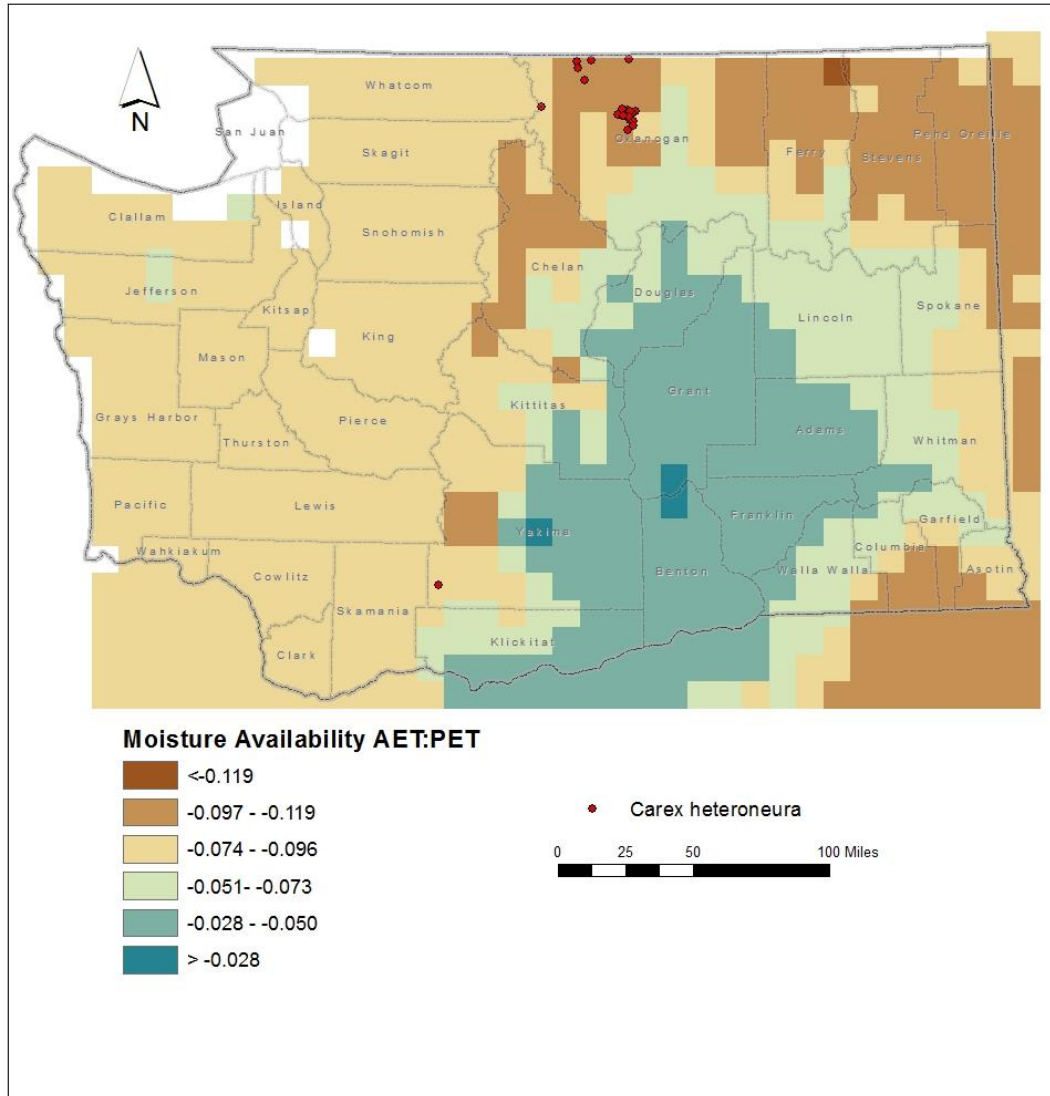 Whatcom
San Juan
Okanogan
Pend Oreille
Skagit
Ferry
Stevens
Island
Clallam
Snohomish
Chelan
Jefferson
Douglas
Kitsap
Lincoln
Spokane
King
Mason
Grant
Kittitas
Grays Harbor
Pierce
Adams
Thurston
Whitman
Pacific
Lewis
Franklin
Garfield
Yakima
Wahkiakum
Columbia
Cowlitz
Benton
Walla Walla
Asotin
Skamania
Klickitat
Clark
N
Moisture Availability AET:PET
<-0.119
-0.097 - -0.119
-0.074 - -0.096
-0.051- -0.073
-0.028 - -0.050
> -0.028
Carex heteroneura
0 25 50 100 Miles